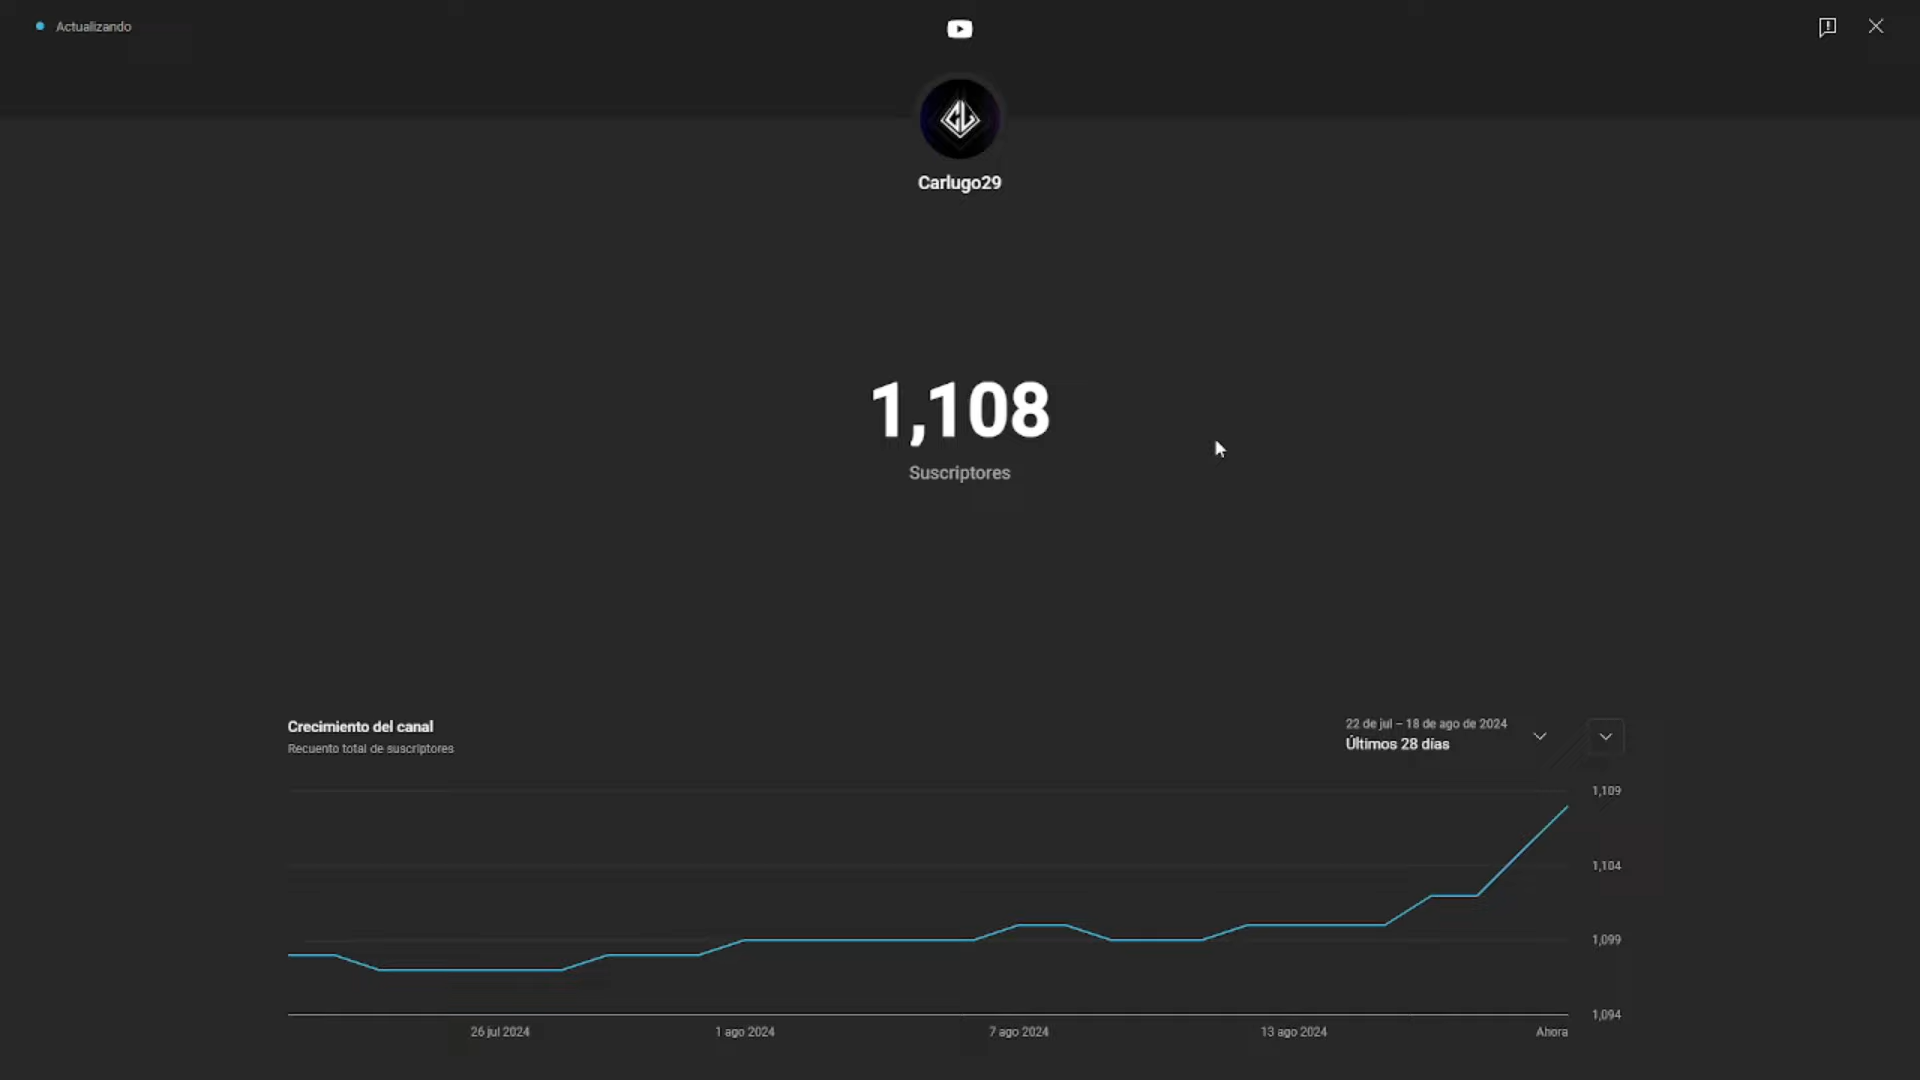 Actualizando
Carlugo29
1,108
Suscriptores
Crecimiento del canal
Recuento total de suscriptores
22 de jul – 18 de ago de 2024
Últimos 28 días
1,109
1,104
1,099
1,094
26 jul 2024
1 ago 2024
7 ago 2024
13 ago 2024
Ahora